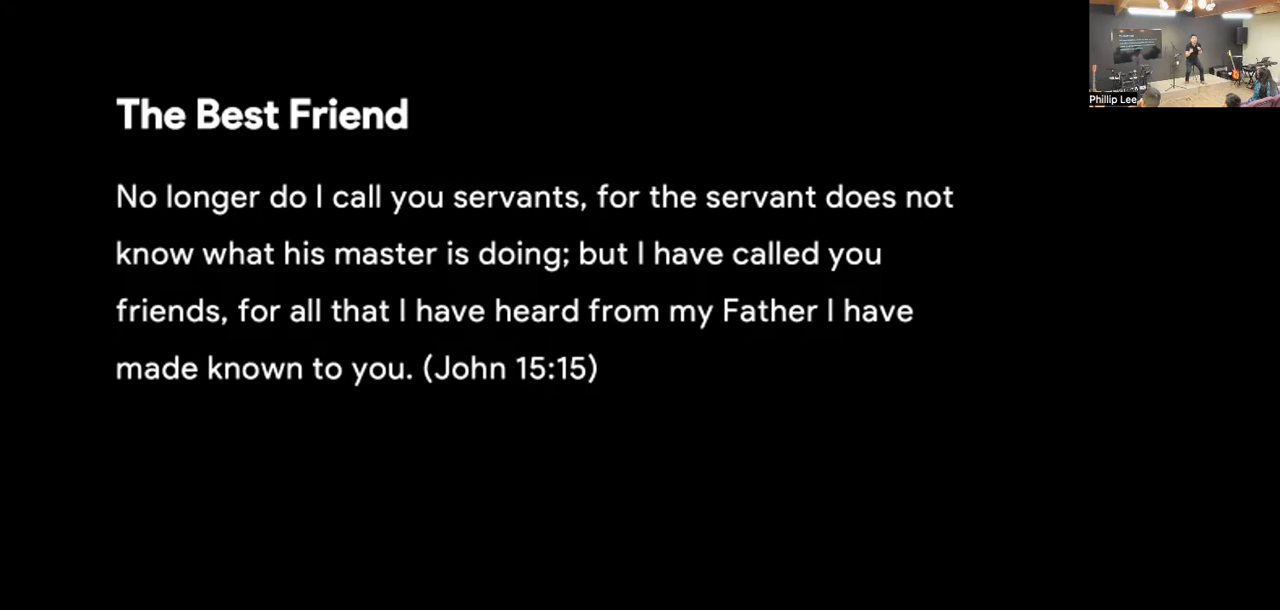 The Best Friend
No longer do I call you servants, for the servant does not
know what his master is doing; but I have called you
friends, for all that I have heard from my Father I have
made known to you. (John 15:15)
Phillip Lee